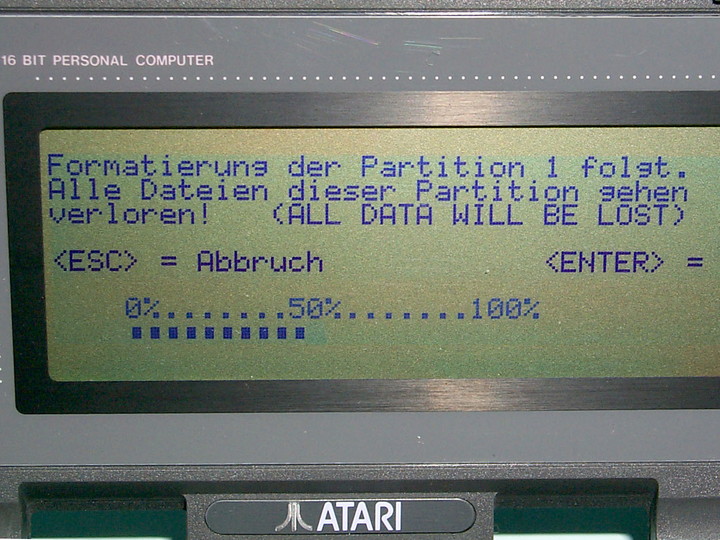 16 BIT PERSONAL COMPUTER
Formatierung der Partition 1 folgt.
Alle Dateien dieser Partition gehen
verloren! (ALL DATA WILL BE LOST)
<ESC> = Abbruch <ENTER> =
0%.......50%.......100%
ATARI